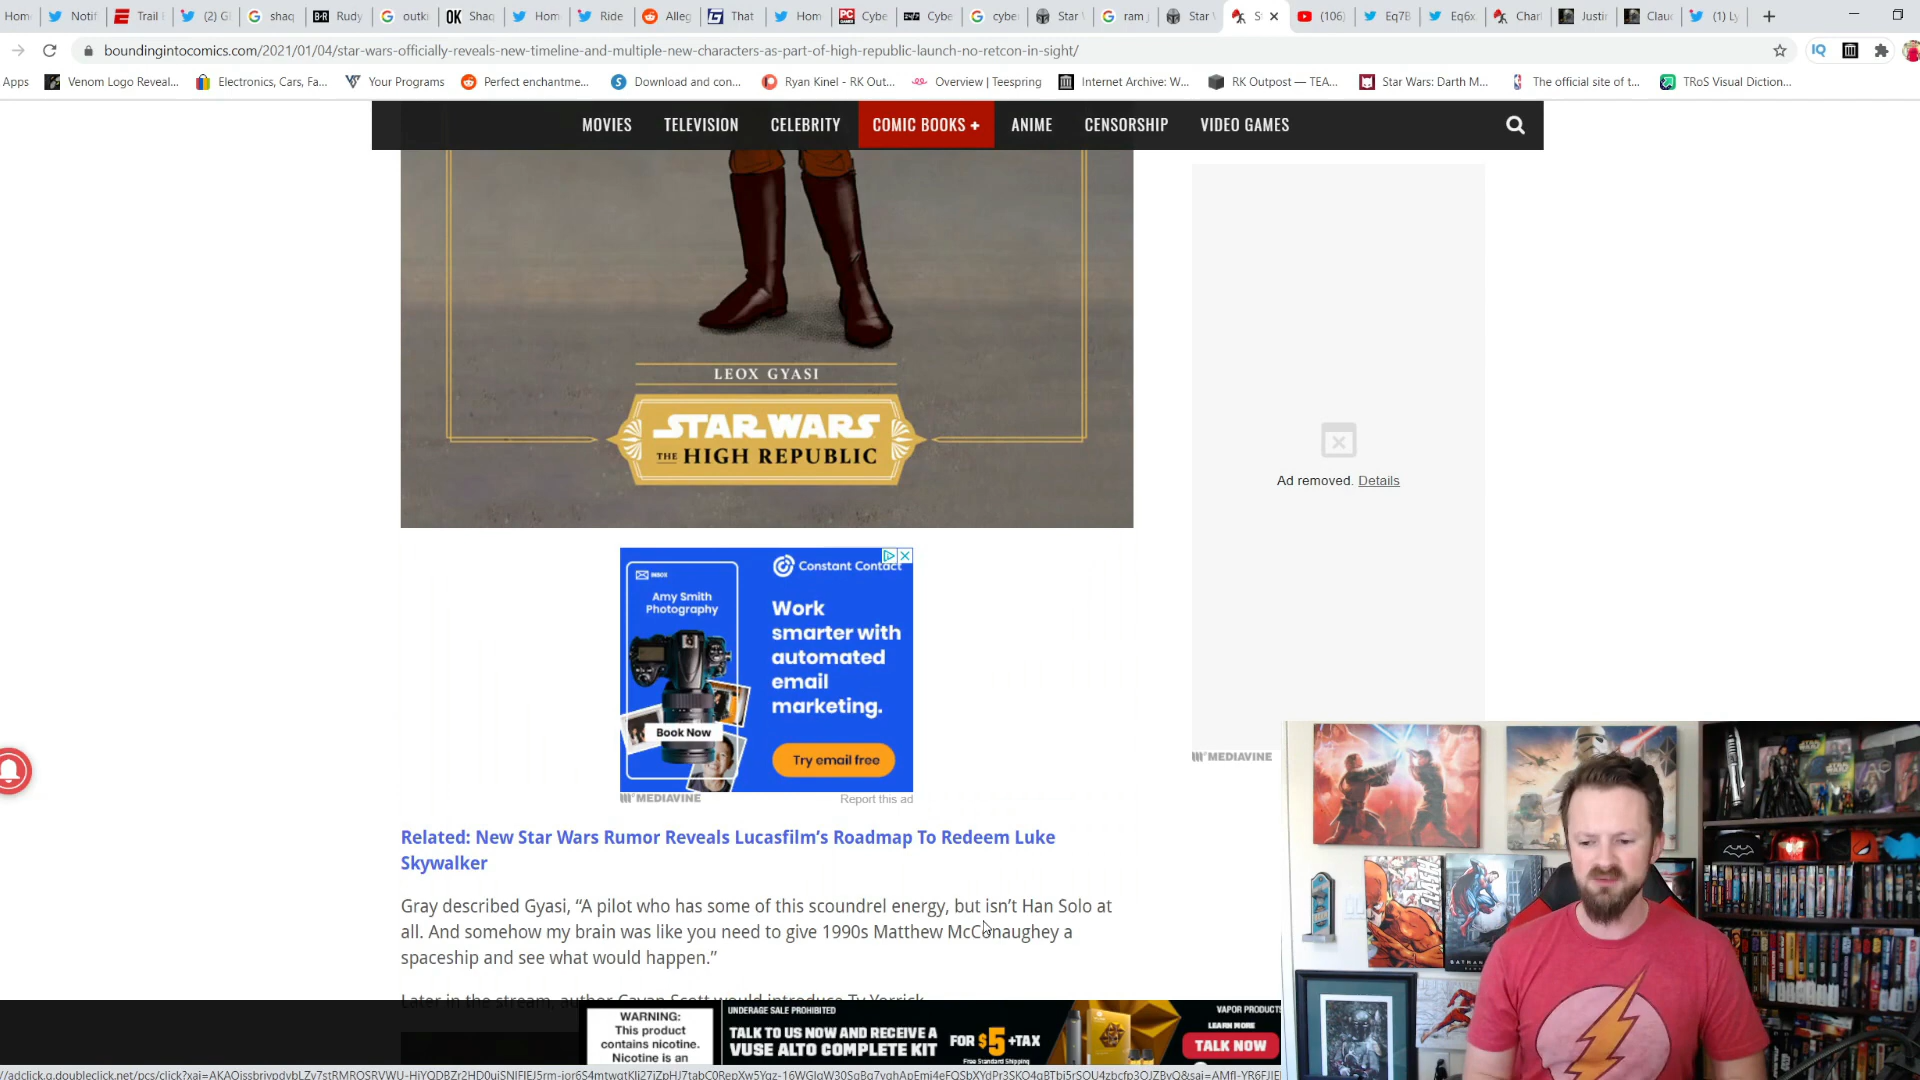 Hom
Notif
Trail
(2) G
shaq
Rudy
outki
Shaq
Hom
Ride
Alleg
That
Hom
Cybe
Cybe
cyber
Star
ram j
Star
(106)
Eq7B
Eq6x
Charl
Justin
Clau
boundingintocomics.com/2021/01/04/star-wars-officially-reveals-new-timeline-and-multiple-new-characters-as-part-of-high-republic-launch-no-retcon-in-sight/
Apps
Venom Logo Reveal...
Electronics, Cars, Fa...
Your Programs
Perfect enchantme...
Download and con...
Ryan Kinel - RK Out...
Overview | Teespring
Internet Archive: W...
RK Outpost — TEA...
Star Wars: Darth M...
The official site of t...
TRoS Visual Diction...
MOVIES TELEVISION CELEBRITY COMIC BOOKS + ANIME CENSORSHIP VIDEO GAMES
LEOX GYASI
STAR WARS
THE HIGH REPUBLIC
Ad removed. Details
MEDIAVINE
INBOX
Amy Smith
Photography
Book Now
Constant Contact
Work
smarter with
automated
email
marketing.
Try email free
MEDIAVINE
Report this ad
Related: New Star Wars Rumor Reveals Lucasfilm's Roadmap To Redeem Luke
Skywalker
Gray described Gyasi, “A pilot who has some of this scoundrel energy, but isn't Han Solo at
all. And somehow my brain was like you need to give 1990s Matthew McConaughey a
spaceship and see what would happen.”
Later in the stream, author Cavan Scott would introduce Ty Yorrick.
WARNING:
This product
contains nicotine.
Nicotine is an
UNDERAGE SALE PROHIBITED
TALK TO US NOW AND RECEIVE A
VUSE ALTO COMPLETE KIT
FOR $5 +TAX
Free Standard Shipping
VAPOR PRODUCTS
LEARN MORE
TALK NOW